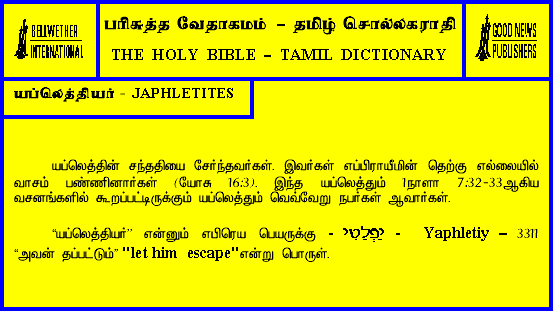 BELLWETHER
INTERNATIONAL
பரிசுத்த வேதாகமம் – தமிழ் சொல்லகராதி
THE HOLY BIBLE – TAMIL DICTIONARY
GOOD NEWS
PUBLISHERS
யப்லெத்தியர் - JAPHLETITES
யப்லெத்தின் சந்ததியை சேர்ந்தவர்கள். இவர்கள் எப்பிராயீமின் தெற்கு எல்லையில்
வாசம் பண்ணினார்கள் (யோசு 16:3). இந்த யப்லெத்தும் 1நாளா 7:32-33ஆகிய
வசனங்களில் கூறப்பட்டிருக்கும் யப்லெத்தும் வெவ்வேறு நபர்கள் ஆவார்கள்.
“யப்லெத்தியர்” என்னும் எபிரெய பெயருக்கு - יַפְלֵטִי - Yaphletiy – 3311
“அவன் தப்பட்டும்” "let him escape"என்று பொருள்.